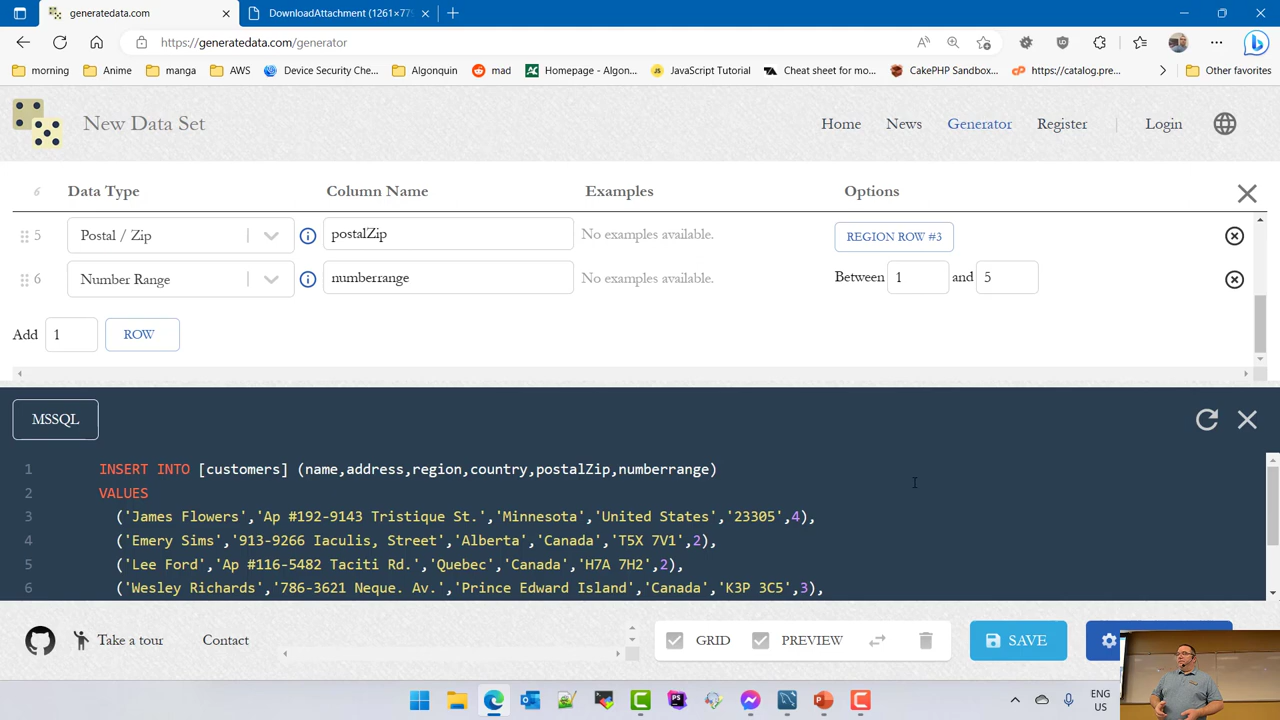 generatedata.com
DownloadAttachment (1261×77
https://generatedata.com/generator
morning
Anime
manga
AWS
Device Security Che...
Algonquin
mad
Homepage - Algon...
JavaScript Tutorial
Cheat sheet for mo...
CakePHP Sandbox...
https://catalog.pre...
Other favorites
New Data Set
Home
News
Generator
Register
Login
6
Data Type
Column Name
Examples
Options
5
Postal / Zip
postalZip
No examples available.
REGION ROW #3
6
Number Range
numberrange
No examples available.
Between 1 and 5
Add 1 ROW
MSSQL
1 INSERT INTO [customers] (name,address,region,country,postalZip,numberrange)
2 VALUES
3 ('James Flowers','Ap #192-9143 Tristique St.','Minnesota','United States','23305',4),
4 ('Emery Sims','913-9266 Iaculis, Street','Alberta','Canada','T5X 7V1',2),
5 ('Lee Ford','Ap #116-5482 Taciti Rd.','Quebec','Canada','H7A 7H2',2),
6 ('Wesley Richards','786-3621 Neque. Av.','Prince Edward Island','Canada','K3P 3C5',3),
Take a tour
Contact
GRID
PREVIEW
SAVE
ENG
US